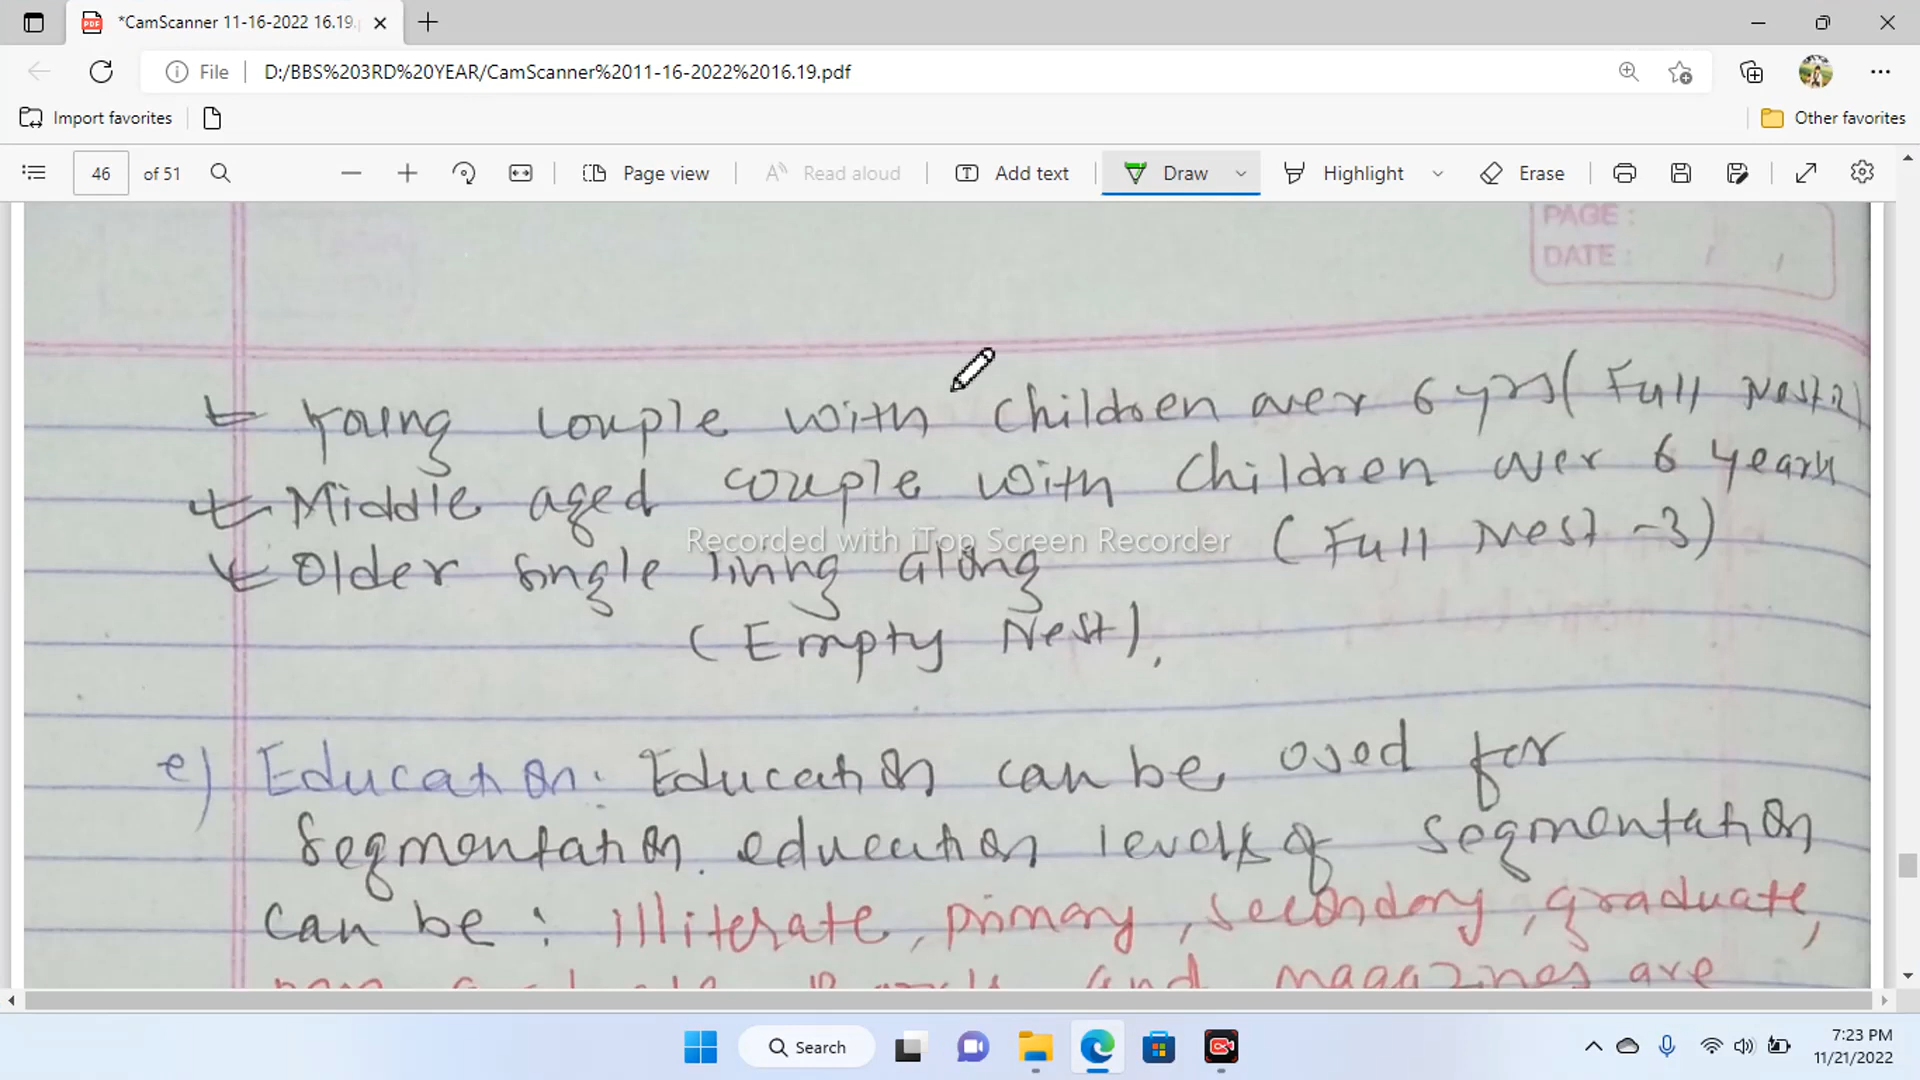 *CamScanner 11-16-2022 16.19.
File D:/BBS%203RD%20YEAR/CamScanner%2011-16-2022%2016.19.pdf
Import favorites Other favorites
46 of 51 Page view Read aloud Add text Draw Highlight Erase
PAGE :
DATE : / /
Young couple with children over 6 yrs (Full Nest 2)
Middle aged couple with children over 6 years
(Full Nest -3)
Recorded with iTop Screen Recorder
Older single living along
(Empty Nest).
e) Education: Education can be used for
Segmentation. education levels of segmentation
can be : illiterate, primary, secondary, graduate,
and magazines are
Search
7:23 PM
11/21/2022